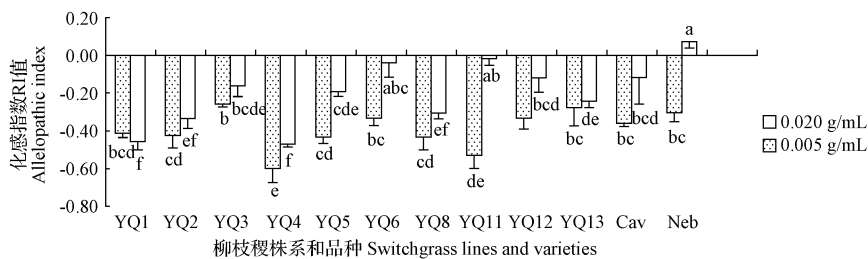 0.20
0.00
-0.20
-0.40
-0.60
-0.80
化感指数RI值
Allelopathic index
a
bcd
f
cd
ef
b
bcde
e
f
cd
cde
bc
abc
cd
ef
de
ab
bcd
bc
de
bc
bcd
bc
0.020 g/mL
0.005 g/mL
YQ1 YQ2 YQ3 YQ4 YQ5 YQ6 YQ8 YQ11 YQ12 YQ13 Cav Neb
柳枝稷株系和品种 Switchgrass lines and varieties